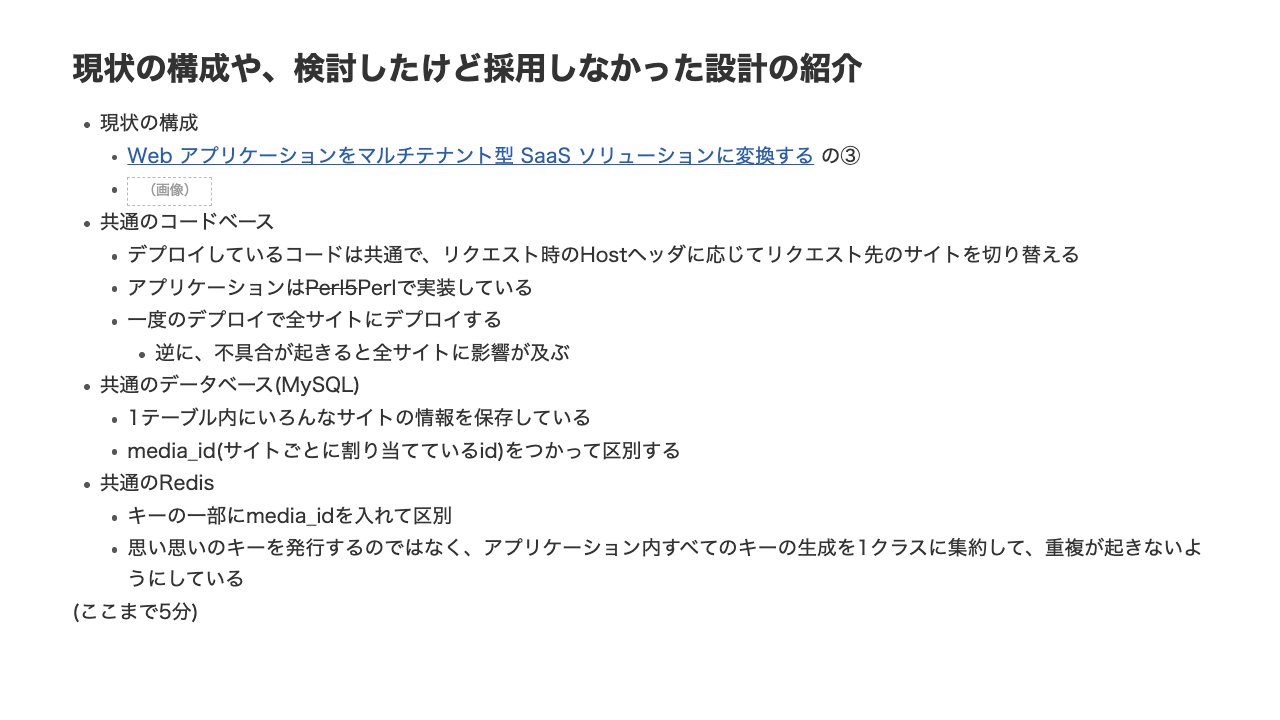 現状の構成や、検討したけど採用しなかった設計の紹介
• 現状の構成
• Web アプリケーションをマルチテナント型 SaaS ソリューションに変換する の③
• （画像）
• 共通のコードベース
• デプロイしているコードは共通で、リクエスト時のHostヘッダに応じてリクエスト先のサイトを切り替える
• アプリケーションはPerl5Perlで実装している
• 一度のデプロイで全サイトにデプロイする
• 逆に、不具合が起きると全サイトに影響が及ぶ
• 共通のデータベース(MySQL)
• 1テーブル内にいろんなサイトの情報を保存している
• media_id(サイトごとに割り当てているid)をつかって区別する
• 共通のRedis
• キーの一部にmedia_idを入れて区別
• 思い思いのキーを発行するのではなく、アプリケーション内すべてのキーの生成を1クラスに集約して、重複が起きないよ
うにしている
(ここまで5分)